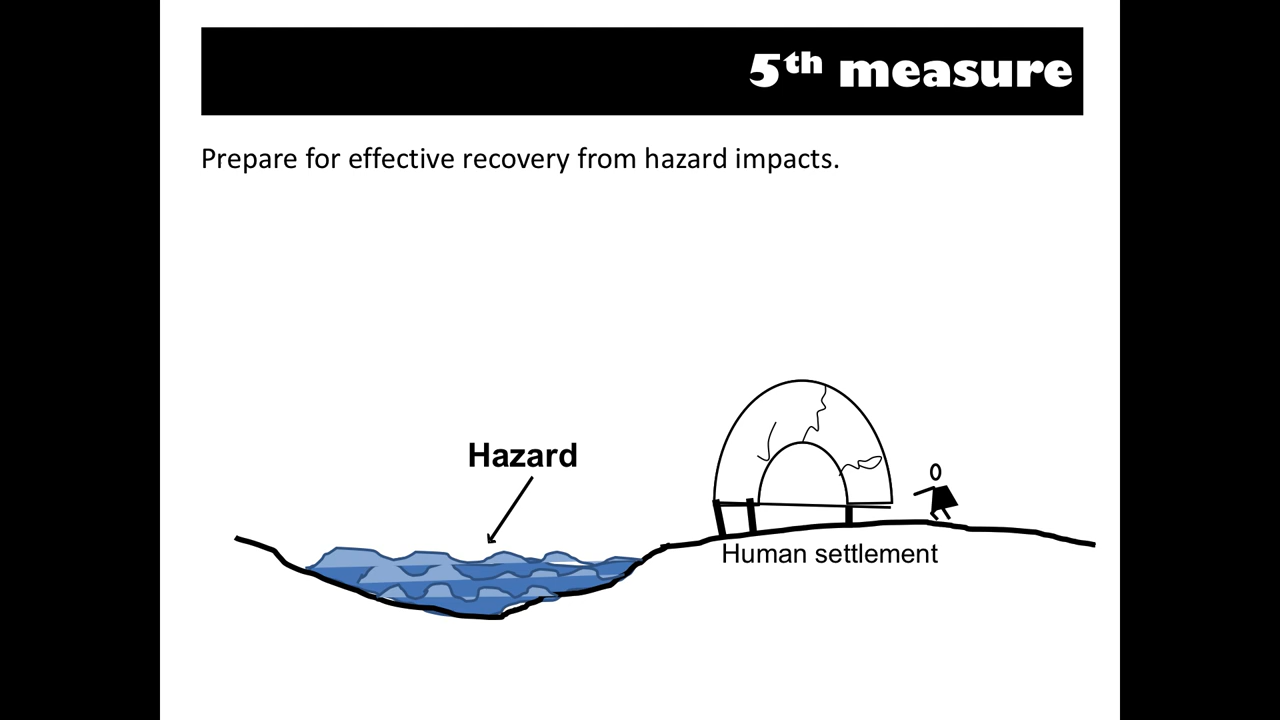 5th measure
Prepare for effective recovery from hazard impacts.
Hazard
Human settlement